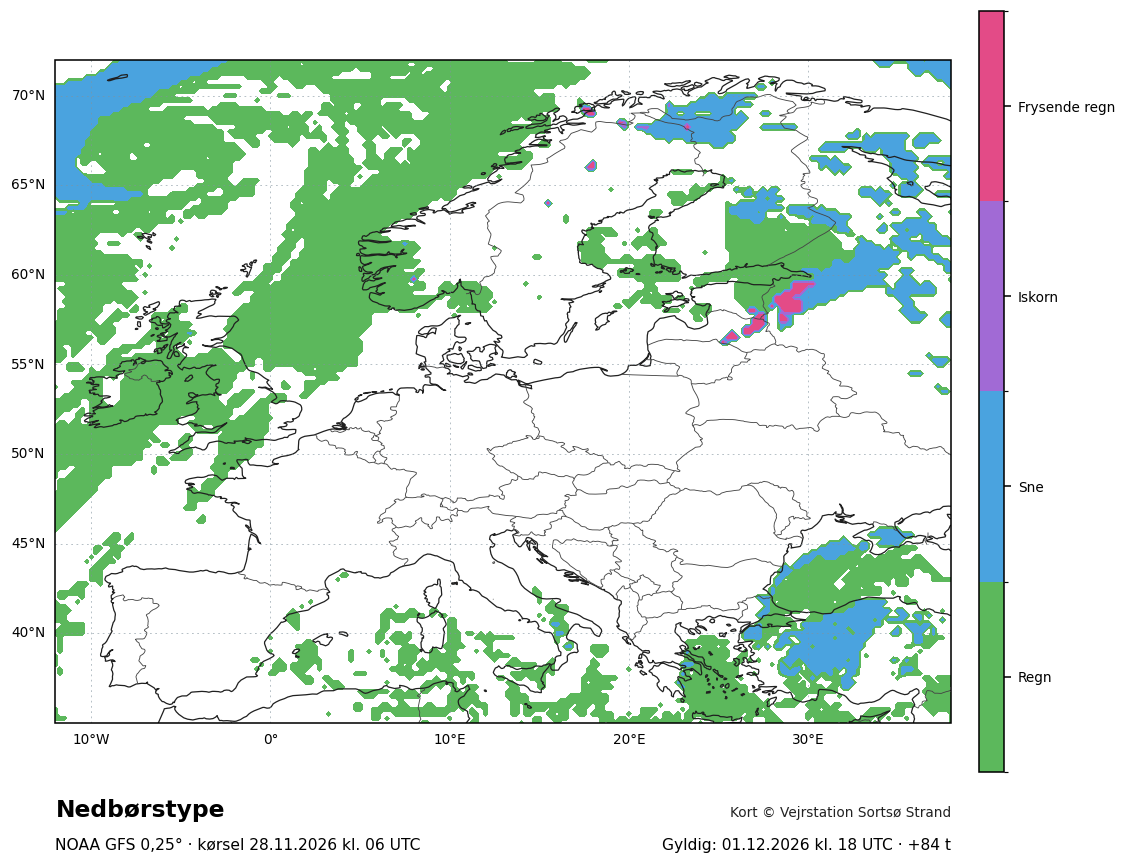 Frysende regn
Iskorn
Sne
Regn
70°N
65°N
60°N
55°N
50°N
45°N
40°N
10°W
0°
10°E
20°E
30°E
Nedbørstype
Kort © Vejrstation Sortsø Strand
NOAA GFS 0,25° · kørsel 28.11.2026 kl. 06 UTC
Gyldig: 01.12.2026 kl. 18 UTC · +84 t